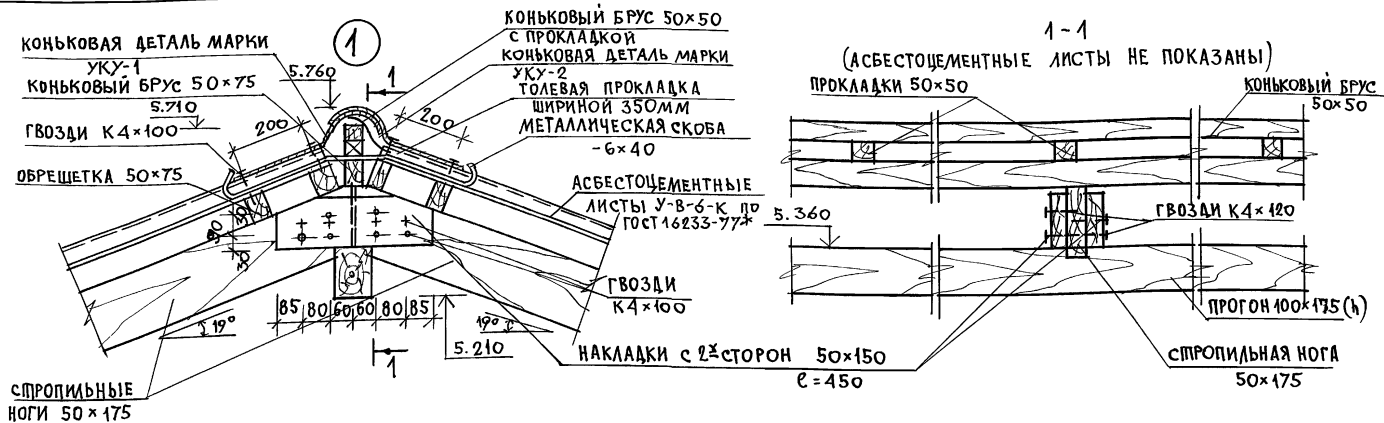 КОНЬКОВАЯ ДЕТАЛЬ МАРКИ
УКУ-1
КОНЬКОВЫЙ БРУС 50×75
5.710
ГВОЗДИ К4×100
ОБРЕШЕТКА 50×75
1
5.760
1
КОНЬКОВЫЙ БРУС 50×50
С ПРОКЛАДКОЙ
КОНЬКОВАЯ ДЕТАЛЬ МАРКИ
УКУ-2
ТОЛЕВАЯ ПРОКЛАДКА
ШИРИНОЙ 350ММ
МЕТАЛЛИЧЕСКАЯ СКОБА
-6×40
200
200
АСБЕСТОЦЕМЕНТНЫЕ
ЛИСТЫ У-В-6-К ПО
ГОСТ 16233-77*
30
90
30
ГВОЗДИ
К4×100
85 80 60 60 80 85
19°
19°
5.210
1
СТРОПИЛЬНЫЕ
НОГИ 50×175
НАКЛАДКИ С 2Х СТОРОН 50×150
ℓ=450
1-1
(АСБЕСТОЦЕМЕНТНЫЕ ЛИСТЫ НЕ ПОКАЗАНЫ)
ПРОКЛАДКИ 50×50
КОНЬКОВЫЙ БРУС
50×50
5.360
ГВОЗДИ К4×120
ПРОГОН 100×175(h)
СТРОПИЛЬНАЯ НОГА
50×175